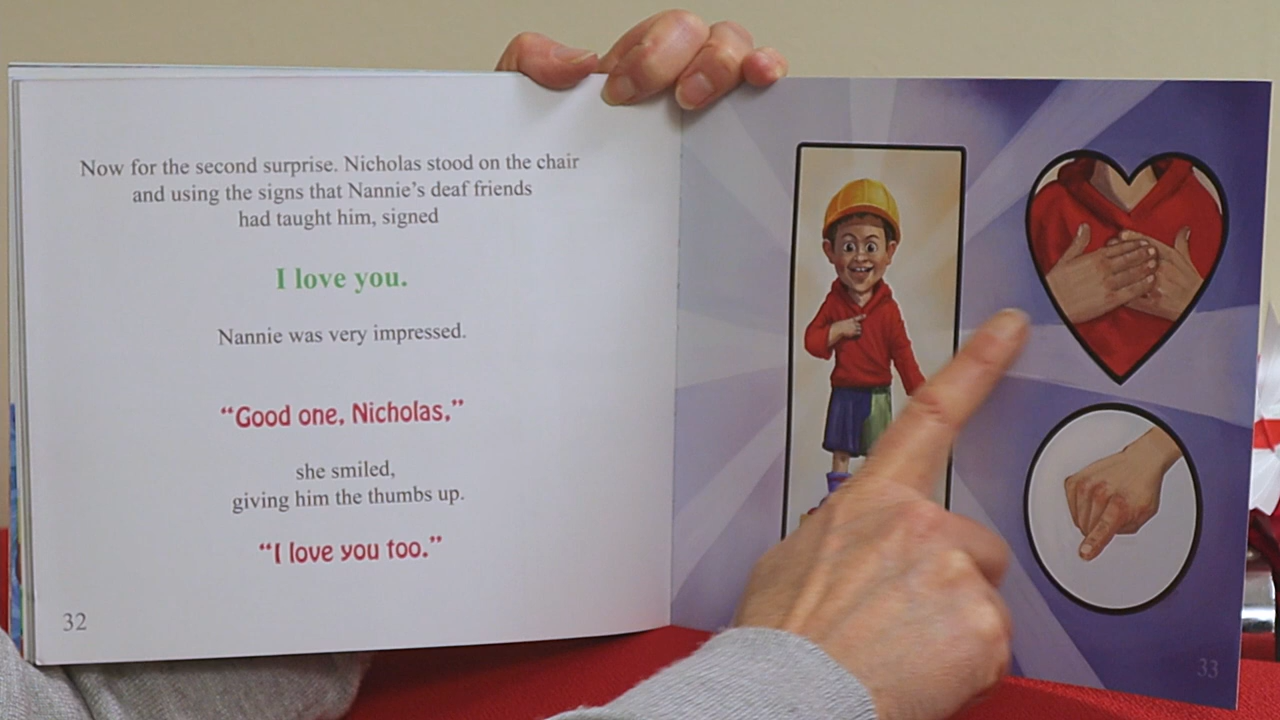 Now for the second surprise. Nicholas stood on the chair
and using the signs that Nannie's deaf friends
had taught him, signed
I love you.
Nannie was very impressed.
“Good one, Nicholas.”
she smiled,
giving him the thumbs up.
“I love you too.”
32
33